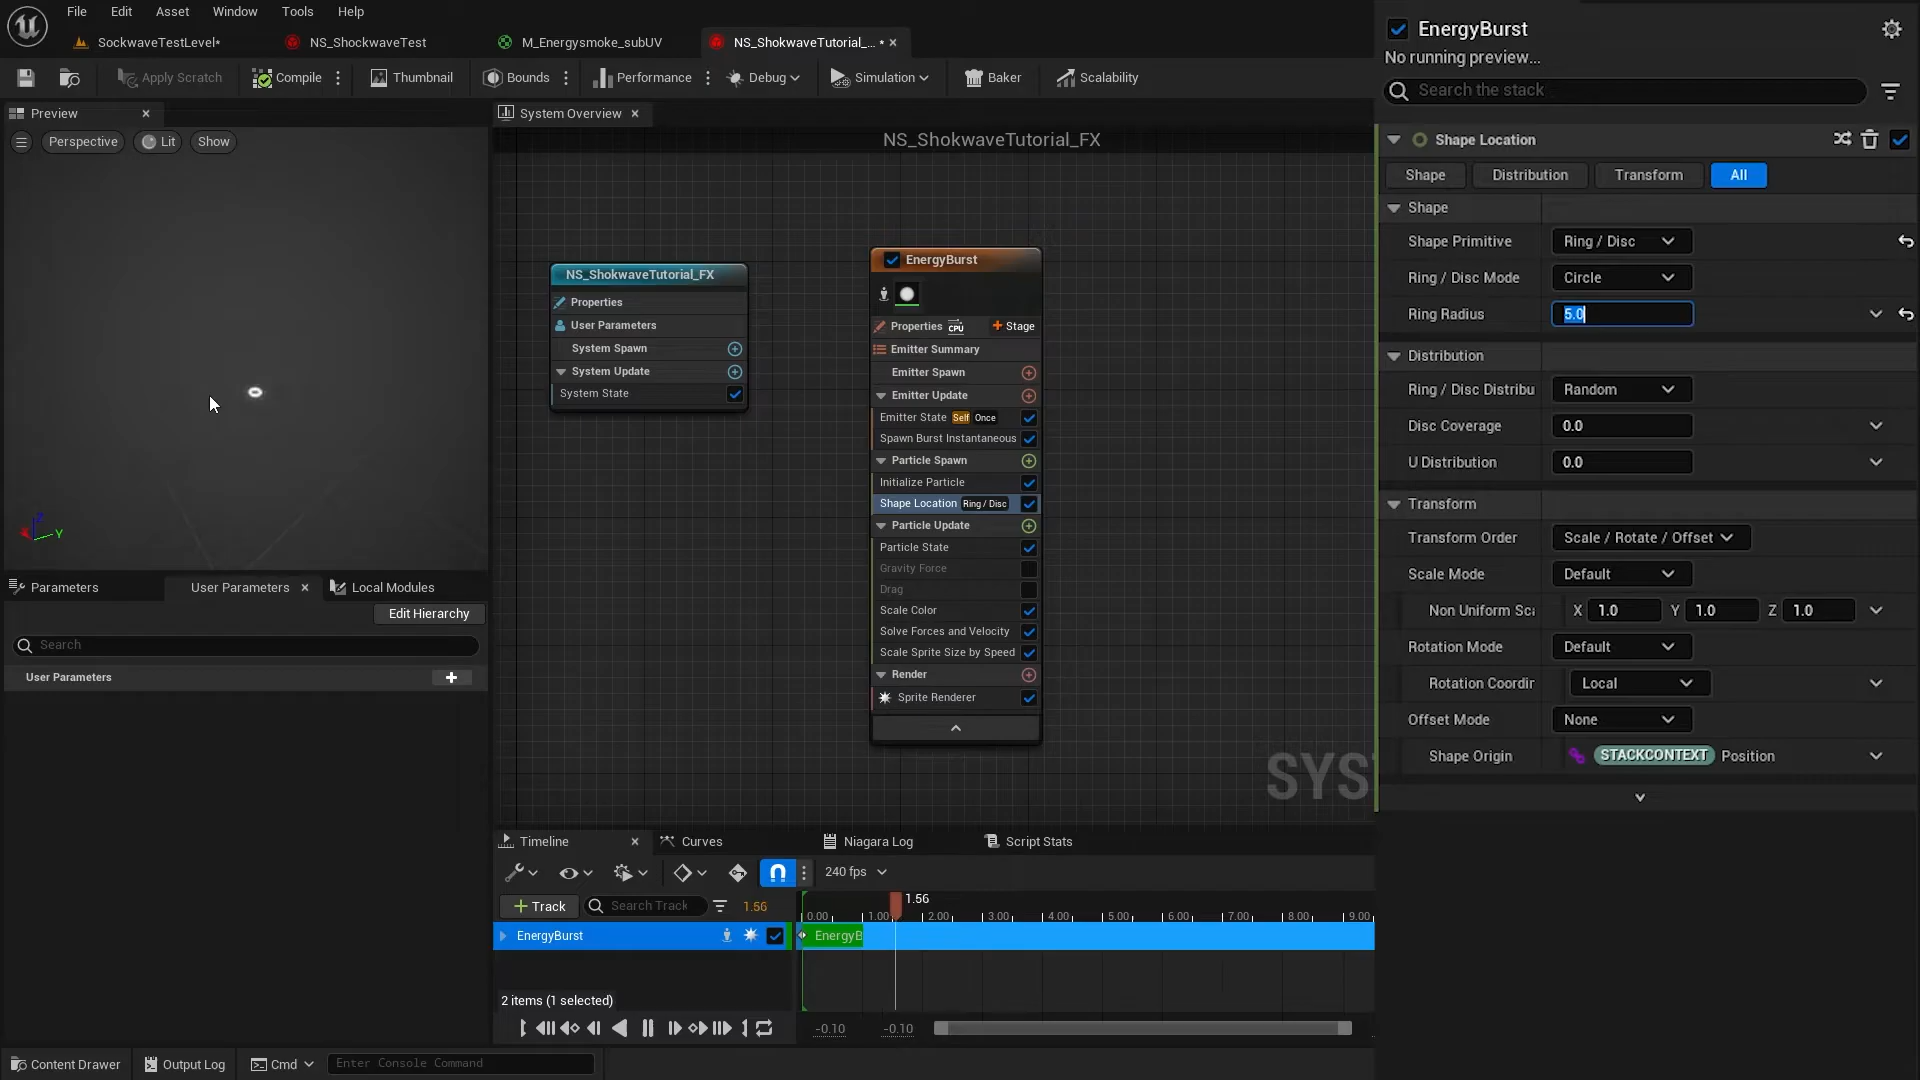 File Edit Asset Window Tools Help
SockwaveTestLevel* NS_ShockwaveTest M_Energysmoke_subUV NS_ShokwaveTutorial_... *
Apply Scratch Compile Thumbnail Bounds Performance Debug Simulation Baker Scalability
Preview
Perspective Lit Show
Z
Y
Parameters User Parameters Local Modules
Edit Hierarchy
Search
User Parameters
System Overview
NS_ShokwaveTutorial_FX
NS_ShokwaveTutorial_FX
Properties
User Parameters
System Spawn
System Update
System State
EnergyBurst
Properties CPU Stage
Emitter Summary
Emitter Spawn
Emitter Update
Emitter State Self Once
Spawn Burst Instantaneous
Particle Spawn
Initialize Particle
Shape Location Ring / Disc
Particle Update
Particle State
Gravity Force
Drag
Scale Color
Solve Forces and Velocity
Scale Sprite Size by Speed
Render
Sprite Renderer
SYS
Timeline Curves Niagara Log Script Stats
240 fps
Track Search Track 1.56
1.56
0.00 1.00 2.00 3.00 4.00 5.00 6.00 7.00 8.00 9.00
EnergyBurst EnergyB
2 items (1 selected)
-0.10 -0.10
Content Drawer Output Log Cmd Enter Console Command
EnergyBurst
No running preview...
Search the stack
Shape Location
Shape Distribution Transform All
Shape
Shape Primitive Ring / Disc
Ring / Disc Mode Circle
Ring Radius 5.0
Distribution
Ring / Disc Distribu Random
Disc Coverage 0.0
U Distribution 0.0
Transform
Transform Order Scale / Rotate / Offset
Scale Mode Default
Non Uniform Sca X 1.0 Y 1.0 Z 1.0
Rotation Mode Default
Rotation Coordir Local
Offset Mode None
Shape Origin STACKCONTEXT Position